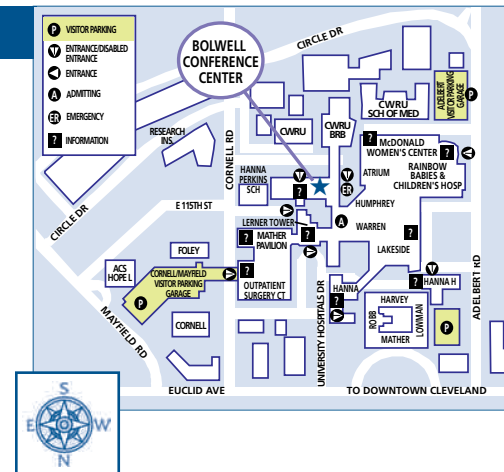 P VISITOR PARKING
ENTRANCE/DISABLED
ENTRANCE
ENTRANCE
A ADMITTING
ER EMERGENCY
? INFORMATION
BOLWELL
CONFERENCE
CENTER
CIRCLE DR
ADELBERT
VISITOR PARKING
GARAGE
P
CWRU
SCH OF MED
CWRU
CWRU
BRB
RESEARCH
INS.
CORNELL RD
?
McDONALD
WOMEN'S CENTER
?
RAINBOW
BABIES &
CHILDREN'S HOSP
ATRIUM
HANNA
PERKINS
SCH
?
ER
HUMPHREY
CIRCLE DR
E 115TH ST
LERNER TOWER
?
A
WARREN
?
?
MATHER
PAVILION
LAKESIDE
FOLEY
ACS
HOPE L
CORNELL/MAYFIELD
VISITOR PARKING
GARAGE
P
?
OUTPATIENT
SURGERY CT
UNIVERSITY HOSPITALS DR
HANNA
?
?
HANNA H
ADELBERT RD
MAYFIELD RD
CORNELL
HARVEY
ROBB
LOWMAN
MATHER
P
EUCLID AVE
TO DOWNTOWN CLEVELAND
S
E
W
N